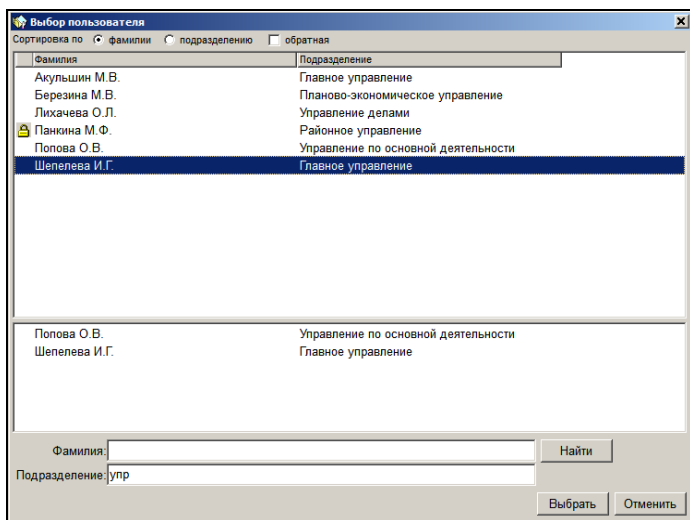 Выбор пользователя
Сортировка по фамилии подразделению обратная
Фамилия Подразделение
Акульшин М.В. Главное управление
Березина М.В. Планово-экономическое управление
Лихачева О.Л. Управление делами
Панкина М.Ф. Районное управление
Попова О.В. Управление по основной деятельности
Шепелева И.Г. Главное управление
Попова О.В. Управление по основной деятельности
Шепелева И.Г. Главное управление
Фамилия: Найти
Подразделение: упр
Выбрать Отменить